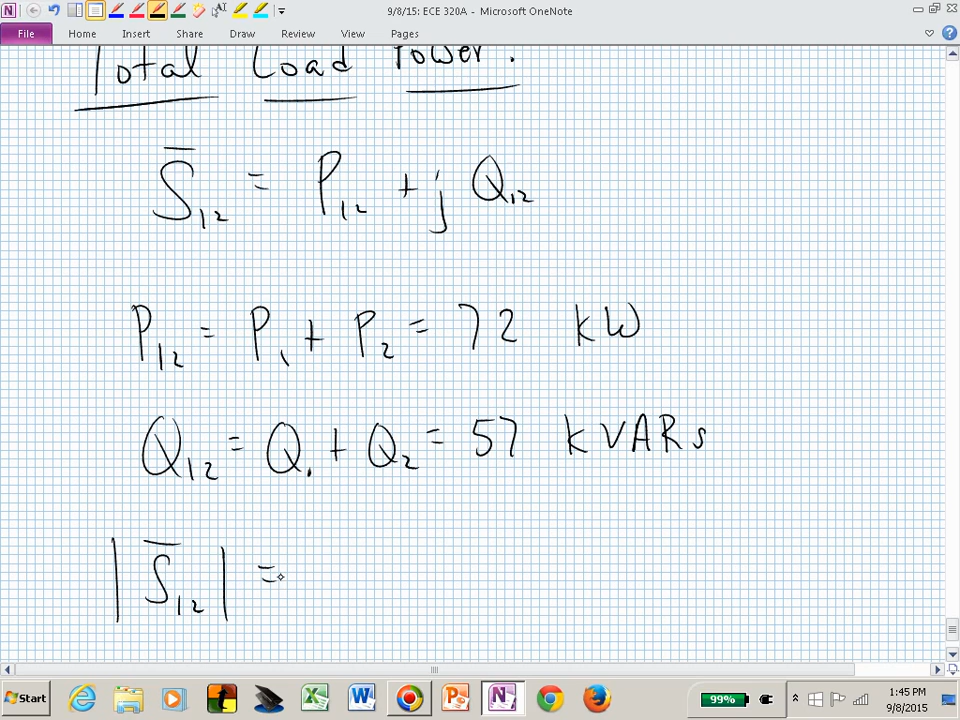 9/8/15: ECE 320A - Microsoft OneNote
File Home Insert Share Draw Review View Pages
Total Load Power.
S̅₁₂ = P₁₂ + j Q₁₂
P₁₂ = P₁ + P₂ = 72 kW
Q₁₂ = Q₁ + Q₂ = 57 kVARs
|S̅₁₂| =
Start
99%
1:45 PM
9/8/2015